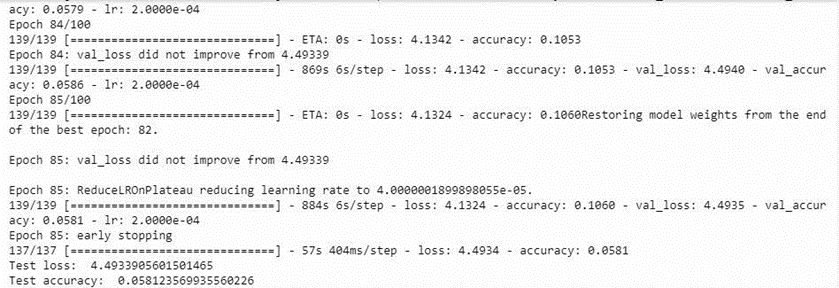 acy: 0.0579 - lr: 2.0000e-04
Epoch 84/100
139/139 [==============================] - ETA: 0s - loss: 4.1342 - accuracy: 0.1053
Epoch 84: val_loss did not improve from 4.49339
139/139 [==============================] - 869s 6s/step - loss: 4.1342 - accuracy: 0.1053 - val_loss: 4.4940 - val_accur
acy: 0.0586 - lr: 2.0000e-04
Epoch 85/100
139/139 [==============================] - ETA: 0s - loss: 4.1324 - accuracy: 0.1060Restoring model weights from the end
of the best epoch: 82.
Epoch 85: val_loss did not improve from 4.49339
Epoch 85: ReduceLROnPlateau reducing learning rate to 4.0000001899898055e-05.
139/139 [==============================] - 884s 6s/step - loss: 4.1324 - accuracy: 0.1060 - val_loss: 4.4935 - val_accur
acy: 0.0581 - lr: 2.0000e-04
Epoch 85: early stopping
137/137 [==============================] - 57s 404ms/step - loss: 4.4934 - accuracy: 0.0581
Test loss:  4.4933905601501465
Test accuracy:  0.058123569935560226